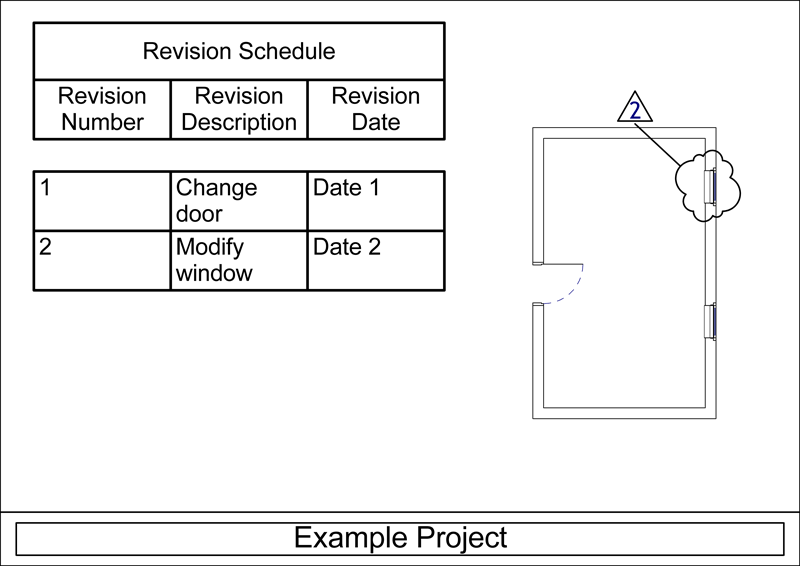 Revision Schedule
Revision Number
Revision Description
Revision Date
1
Change door
Date 1
2
Modify window
Date 2
2
Example Project